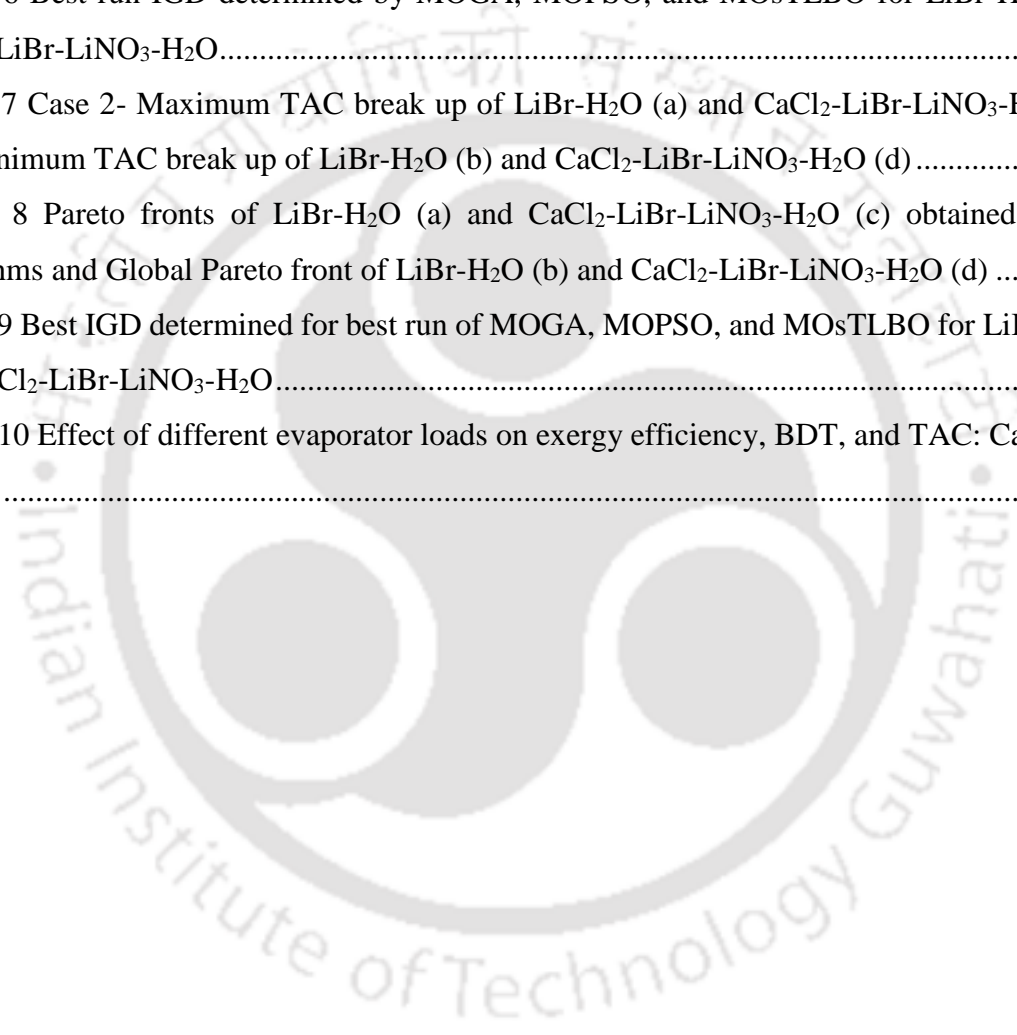 6 Best run IGD determined by MOGA, MOPSO, and MOsTLBO for LiBr-H
LiBr-LiNO₃-H₂O....................................................................................
7 Case 2- Maximum TAC break up of LiBr-H₂O (a) and CaCl₂-LiBr-LiNO₃-H
nimum TAC break up of LiBr-H₂O (b) and CaCl₂-LiBr-LiNO₃-H₂O (d)................
8 Pareto fronts of LiBr-H₂O (a) and CaCl₂-LiBr-LiNO₃-H₂O (c) obtained
ms and Global Pareto front of LiBr-H₂O (b) and CaCl₂-LiBr-LiNO₃-H₂O (d) ...
9 Best IGD determined for best run of MOGA, MOPSO, and MOsTLBO for Li
Cl₂-LiBr-LiNO₃-H₂O............................................................................
10 Effect of different evaporator loads on exergy efficiency, BDT, and TAC: Ca
....................................................................................................
Indian Institute of Technology Guwahati